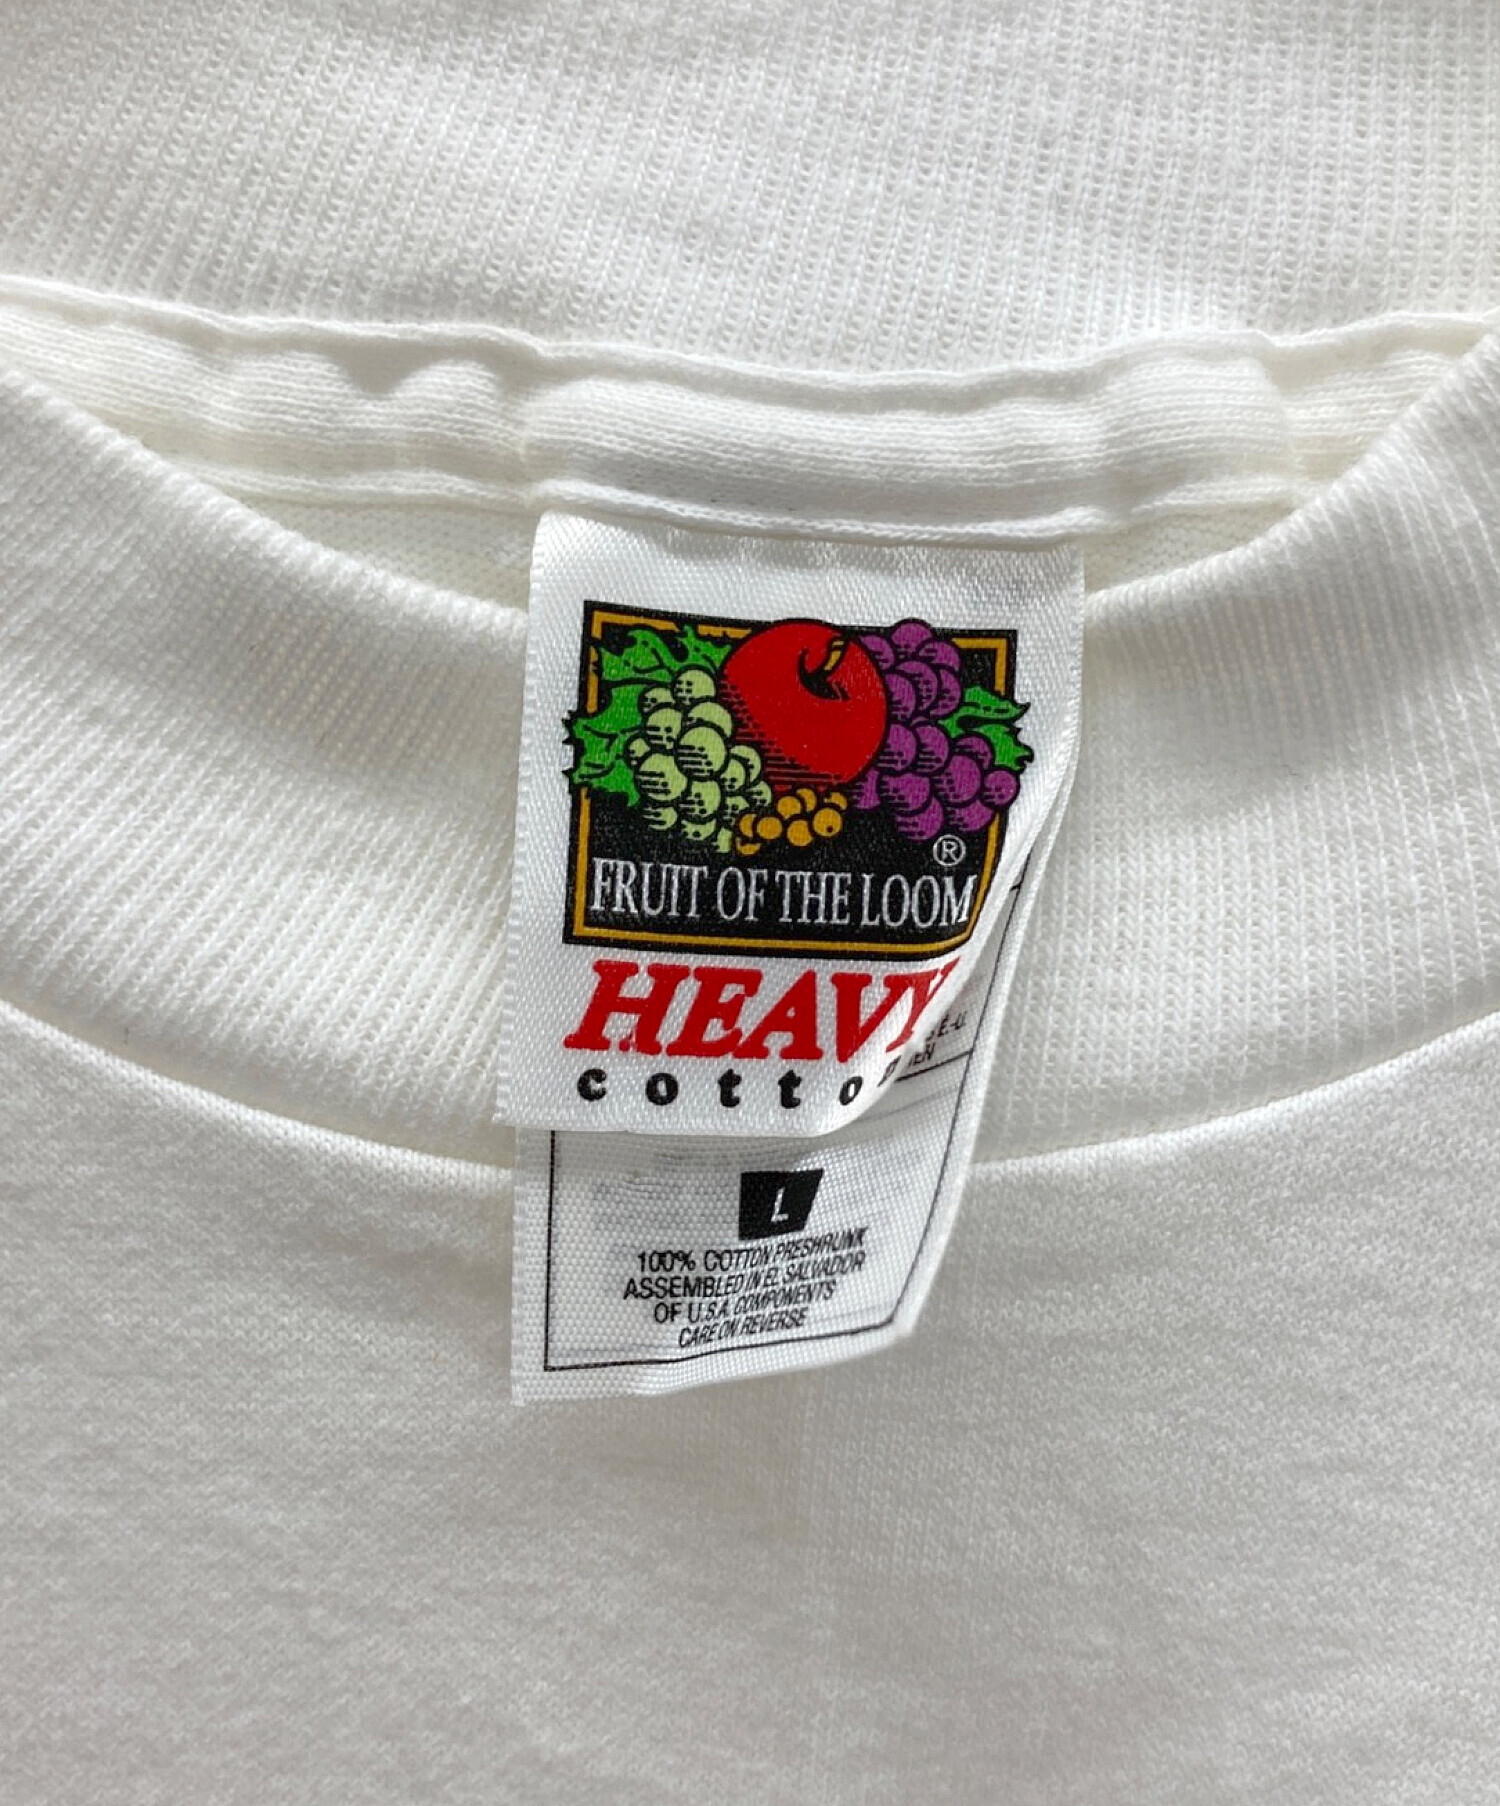 ®
FRUIT OF THE LOOM
HEAVY
cotto
L
100% COTTON PRESHRUNK
ASSEMBLED IN EL SALVADOR
OF U.S.A. COMPONENTS
CARE ON REVERSE